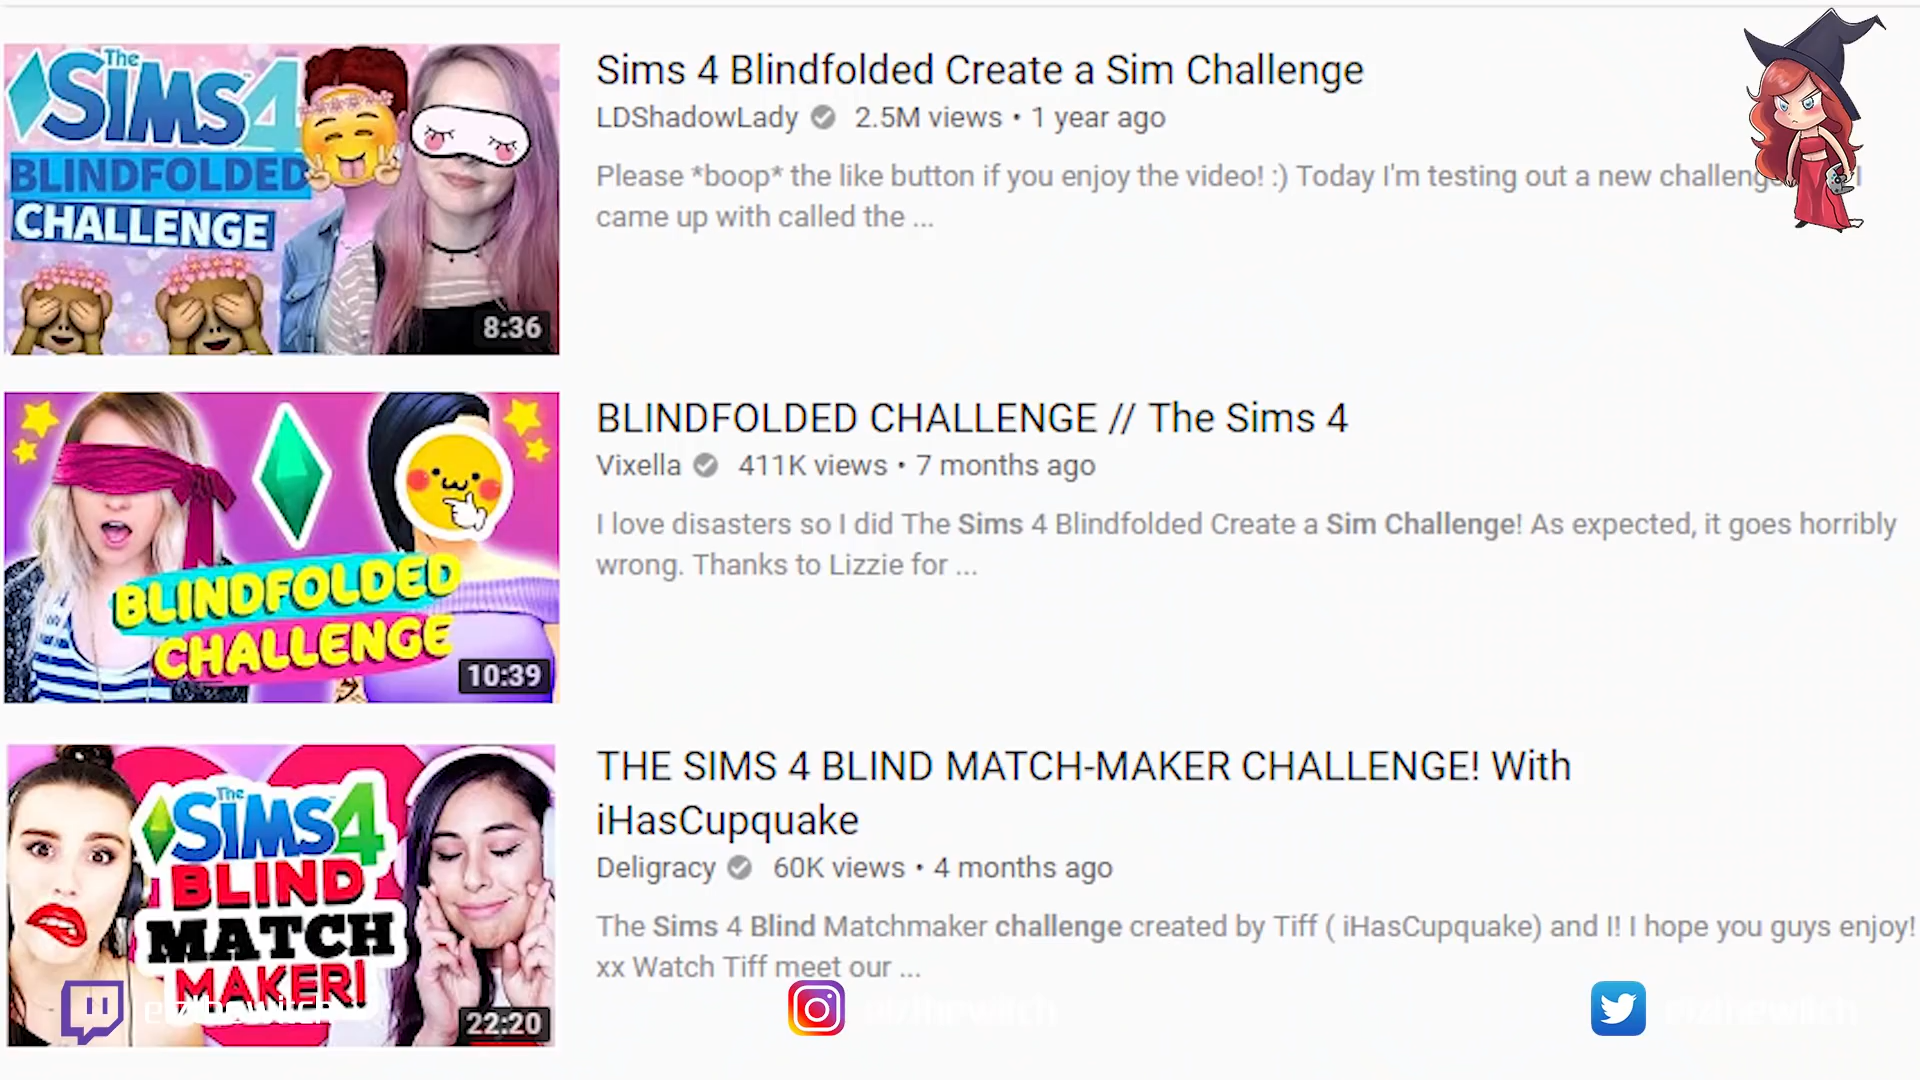 The
SIMS 4
BLINDFOLDED
CHALLENGE
8:36
Sims 4 Blindfolded Create a Sim Challenge
LDShadowLady 2.5M views • 1 year ago
Please *boop* the like button if you enjoy the video! :) Today I'm testing out a new challenge I
came up with called the ...
BLINDFOLDED
CHALLENGE
10:39
BLINDFOLDED CHALLENGE // The Sims 4
Vixella 411K views • 7 months ago
I love disasters so I did The Sims 4 Blindfolded Create a Sim Challenge! As expected, it goes horribly
wrong. Thanks to Lizzie for ...
The
SIMS 4
BLIND
MATCH
MAKER!
22:20
THE SIMS 4 BLIND MATCH-MAKER CHALLENGE! With
iHasCupquake
Deligracy 60K views • 4 months ago
The Sims 4 Blind Matchmaker challenge created by Tiff ( iHasCupquake) and I! I hope you guys enjoy!
xx Watch Tiff meet our ...